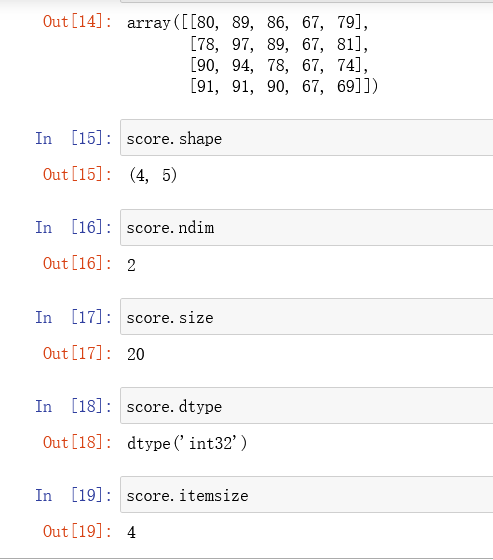 Out[14]: array([[80, 89, 86, 67, 79],
[78, 97, 89, 67, 81],
[90, 94, 78, 67, 74],
[91, 91, 90, 67, 69]])
In [15]: score.shape
Out[15]: (4, 5)
In [16]: score.ndim
Out[16]: 2
In [17]: score.size
Out[17]: 20
In [18]: score.dtype
Out[18]: dtype('int32')
In [19]: score.itemsize
Out[19]: 4